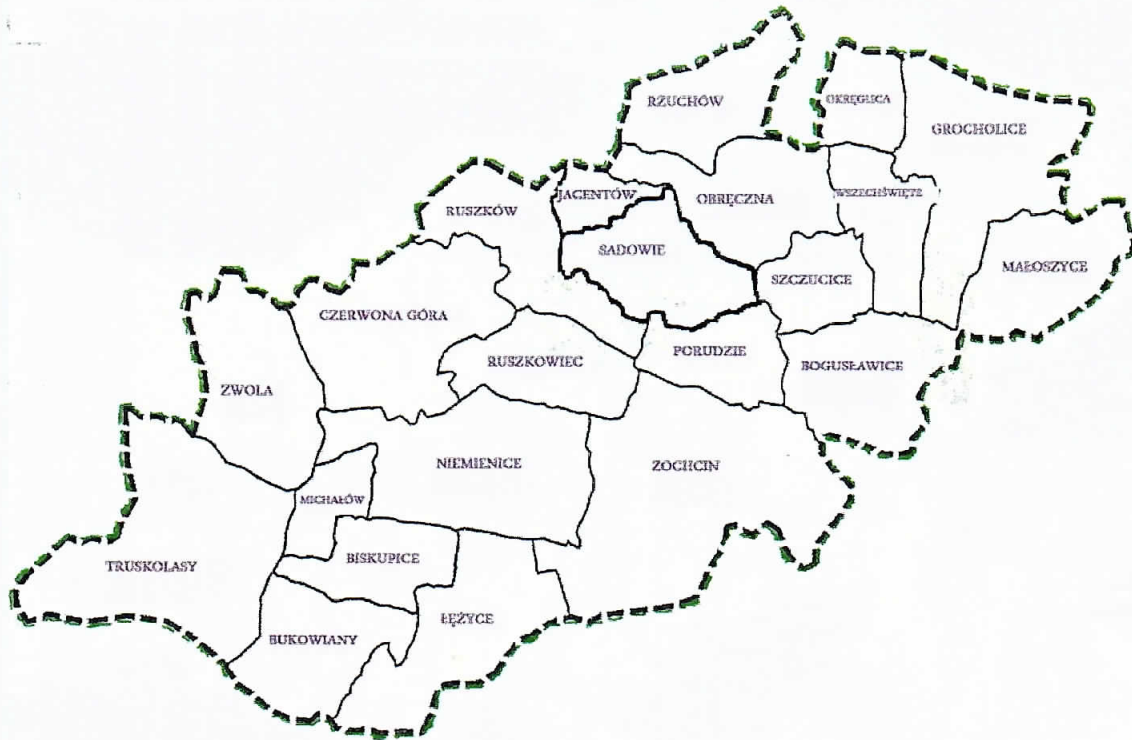 RZUCHÓW
OKRĘGLICA
GROCHOLICE
JACENTÓW
OBRĘCZNA
WSZECHŚWIĘTE
RUSZKÓW
SADOWIE
SZCZUCICE
MAŁOSZYCE
CZERWONA GÓRA
RUSZKOWIEC
PORUDZIE
BOGUSŁAWICE
ZWOLA
NIEMIENICE
ZOCHCIN
MICHAŁÓW
TRUSKOLASY
BISKUPICE
BUKOWIANY
ŁĘŻYCE